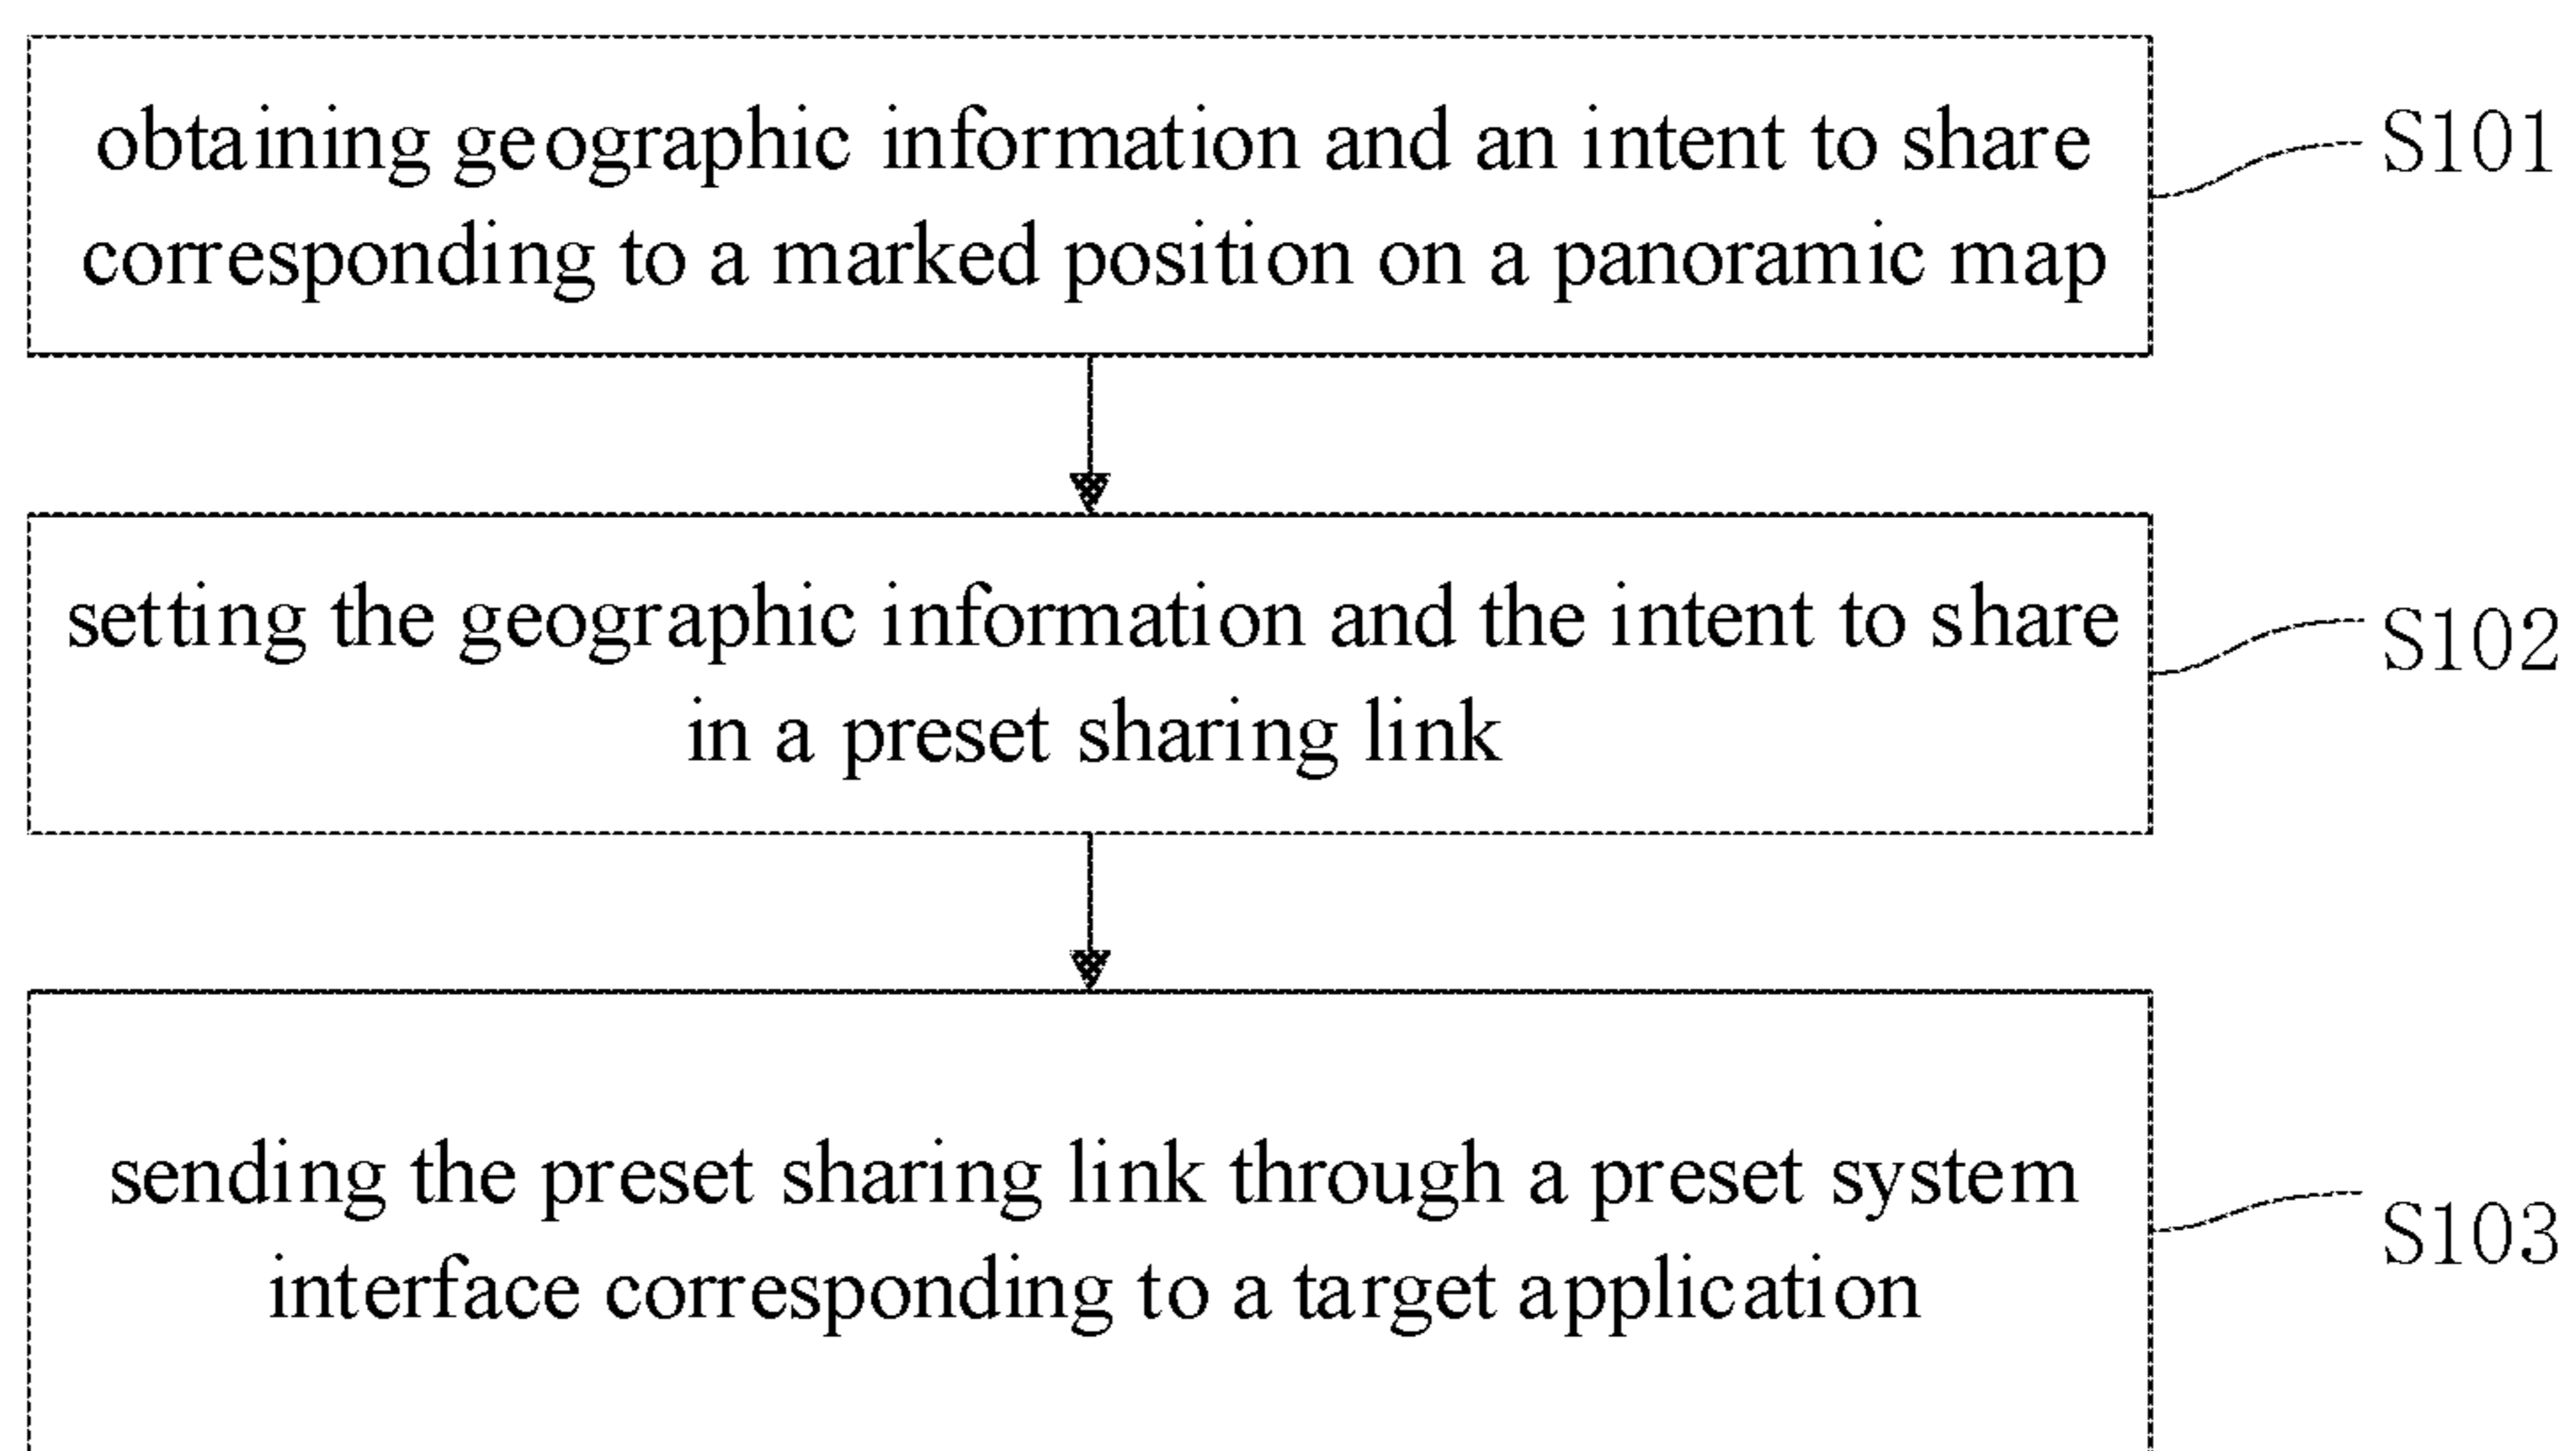 obtaining geographic information and an intent to share
corresponding to a marked position on a panoramic map
S101
setting the geographic information and the intent to share
in a preset sharing link
S102
sending the preset sharing link through a preset system
interface corresponding to a target application
S103